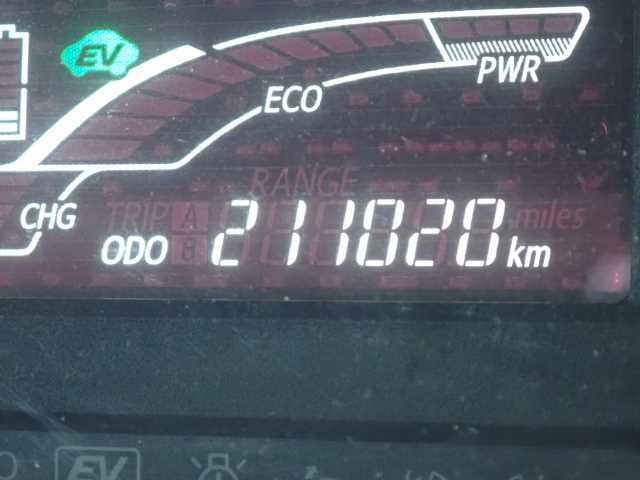 EV
PWR
ECO
RANGE
CHG
TRIP A miles
ODO B 211020 km
EV